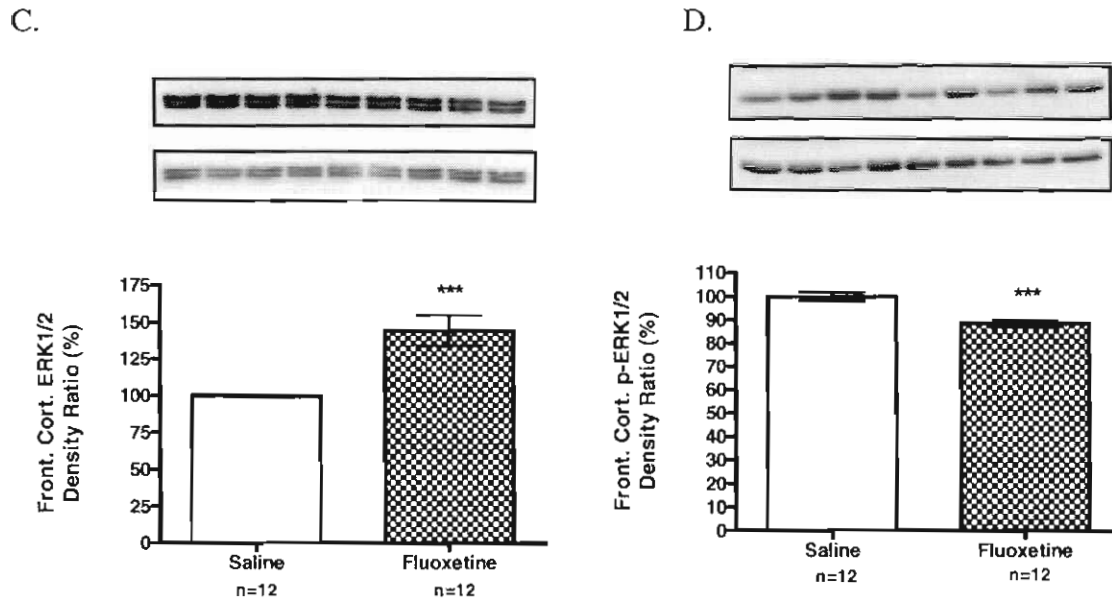 C.
Front. Cort. ERK1/2
Density Ratio (%)
175
150
125
100
75
50
25
0
***
Saline
n=12
Fluoxetine
n=12
D.
Front. Cort. p-ERK1/2
Density Ratio (%)
110
100
90
80
70
60
50
40
30
20
10
0
***
Saline
n=12
Fluoxetine
n=12